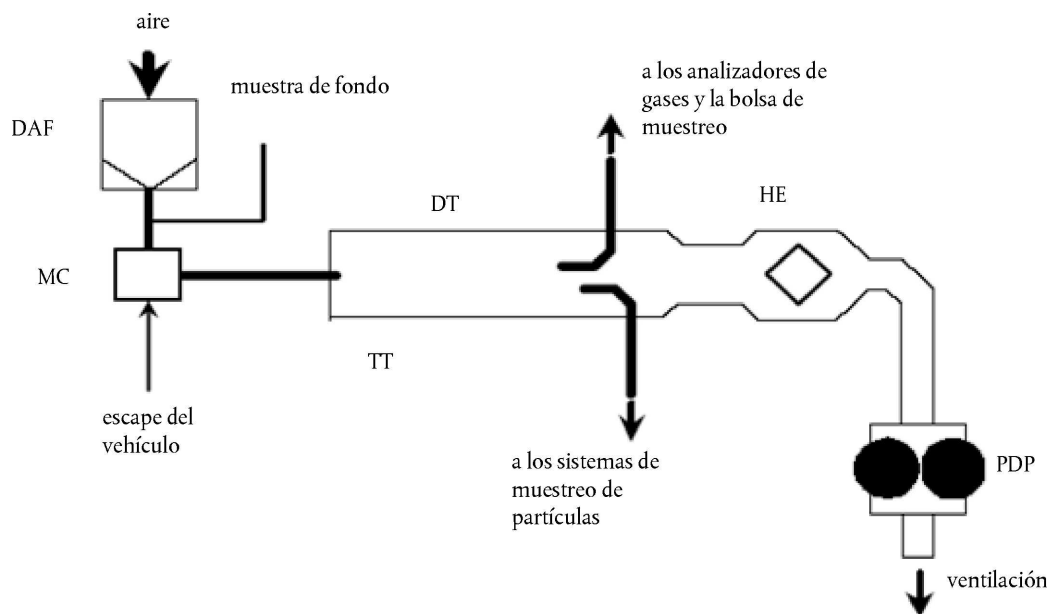 aire
muestra de fondo
a los analizadores de
gases y la bolsa de
muestreo
DAF
DT
HE
MC
TT
escape del
vehículo
a los sistemas de
muestreo de
partículas
PDP
ventilación